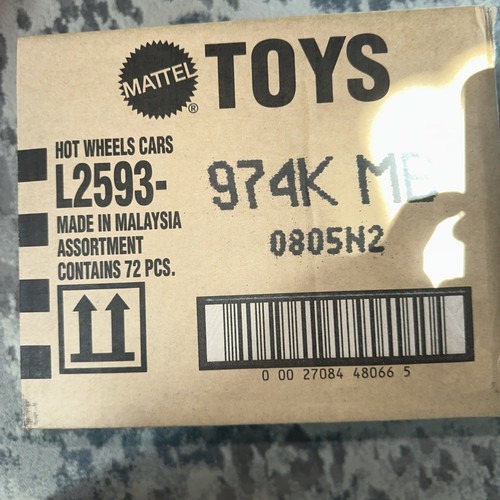 MATTEL ® TOYS
HOT WHEELS CARS
L2593-
974K M
MADE IN MALAYSIA
0805N2
ASSORTMENT
CONTAINS 72 PCS.
0 00 27084 48066 5